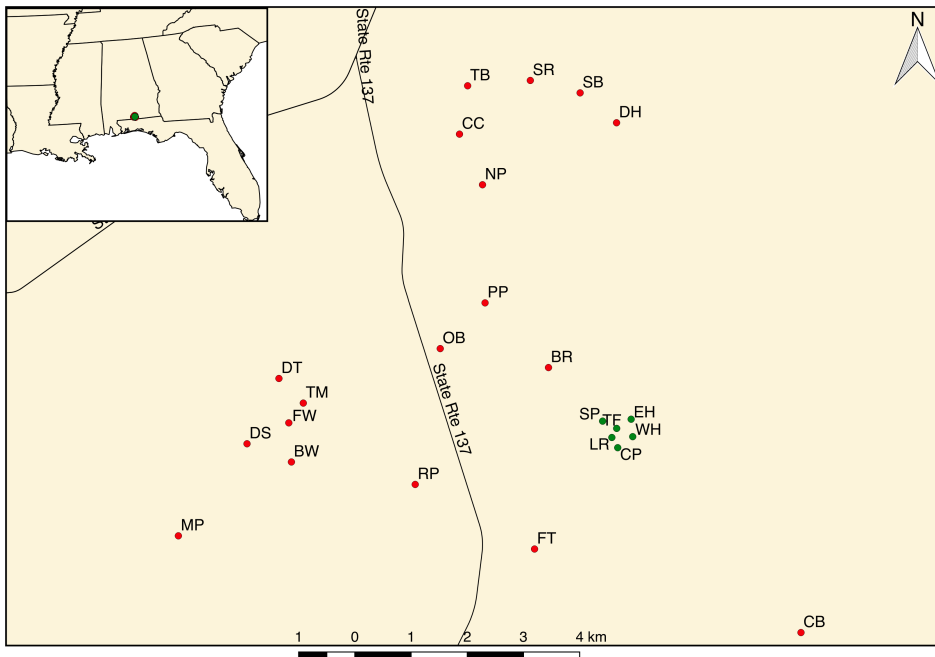 N
State Rte 137
TB
SR
SB
DH
CC
NP
PP
OB
BR
State Rte 137
DT
TM
FW
DS
BW
SP
TF
EH
WH
LR
CP
RP
MP
FT
CB
1 0 1 2 3 4 km